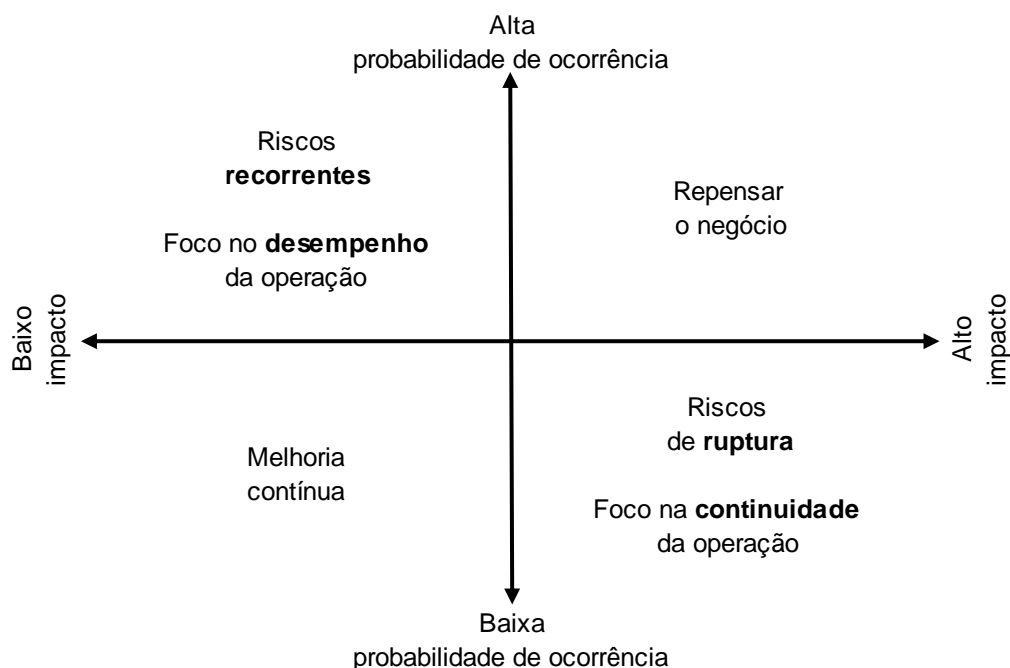 Alta
probabilidade de ocorrência
Riscos
recorrentes
Foco no desempenho
da operação
Repensar
o negócio
Baixo
impacto
Alto
impacto
Melhoria
contínua
Riscos
de ruptura
Foco na continuidade
da operação
Baixa
probabilidade de ocorrência